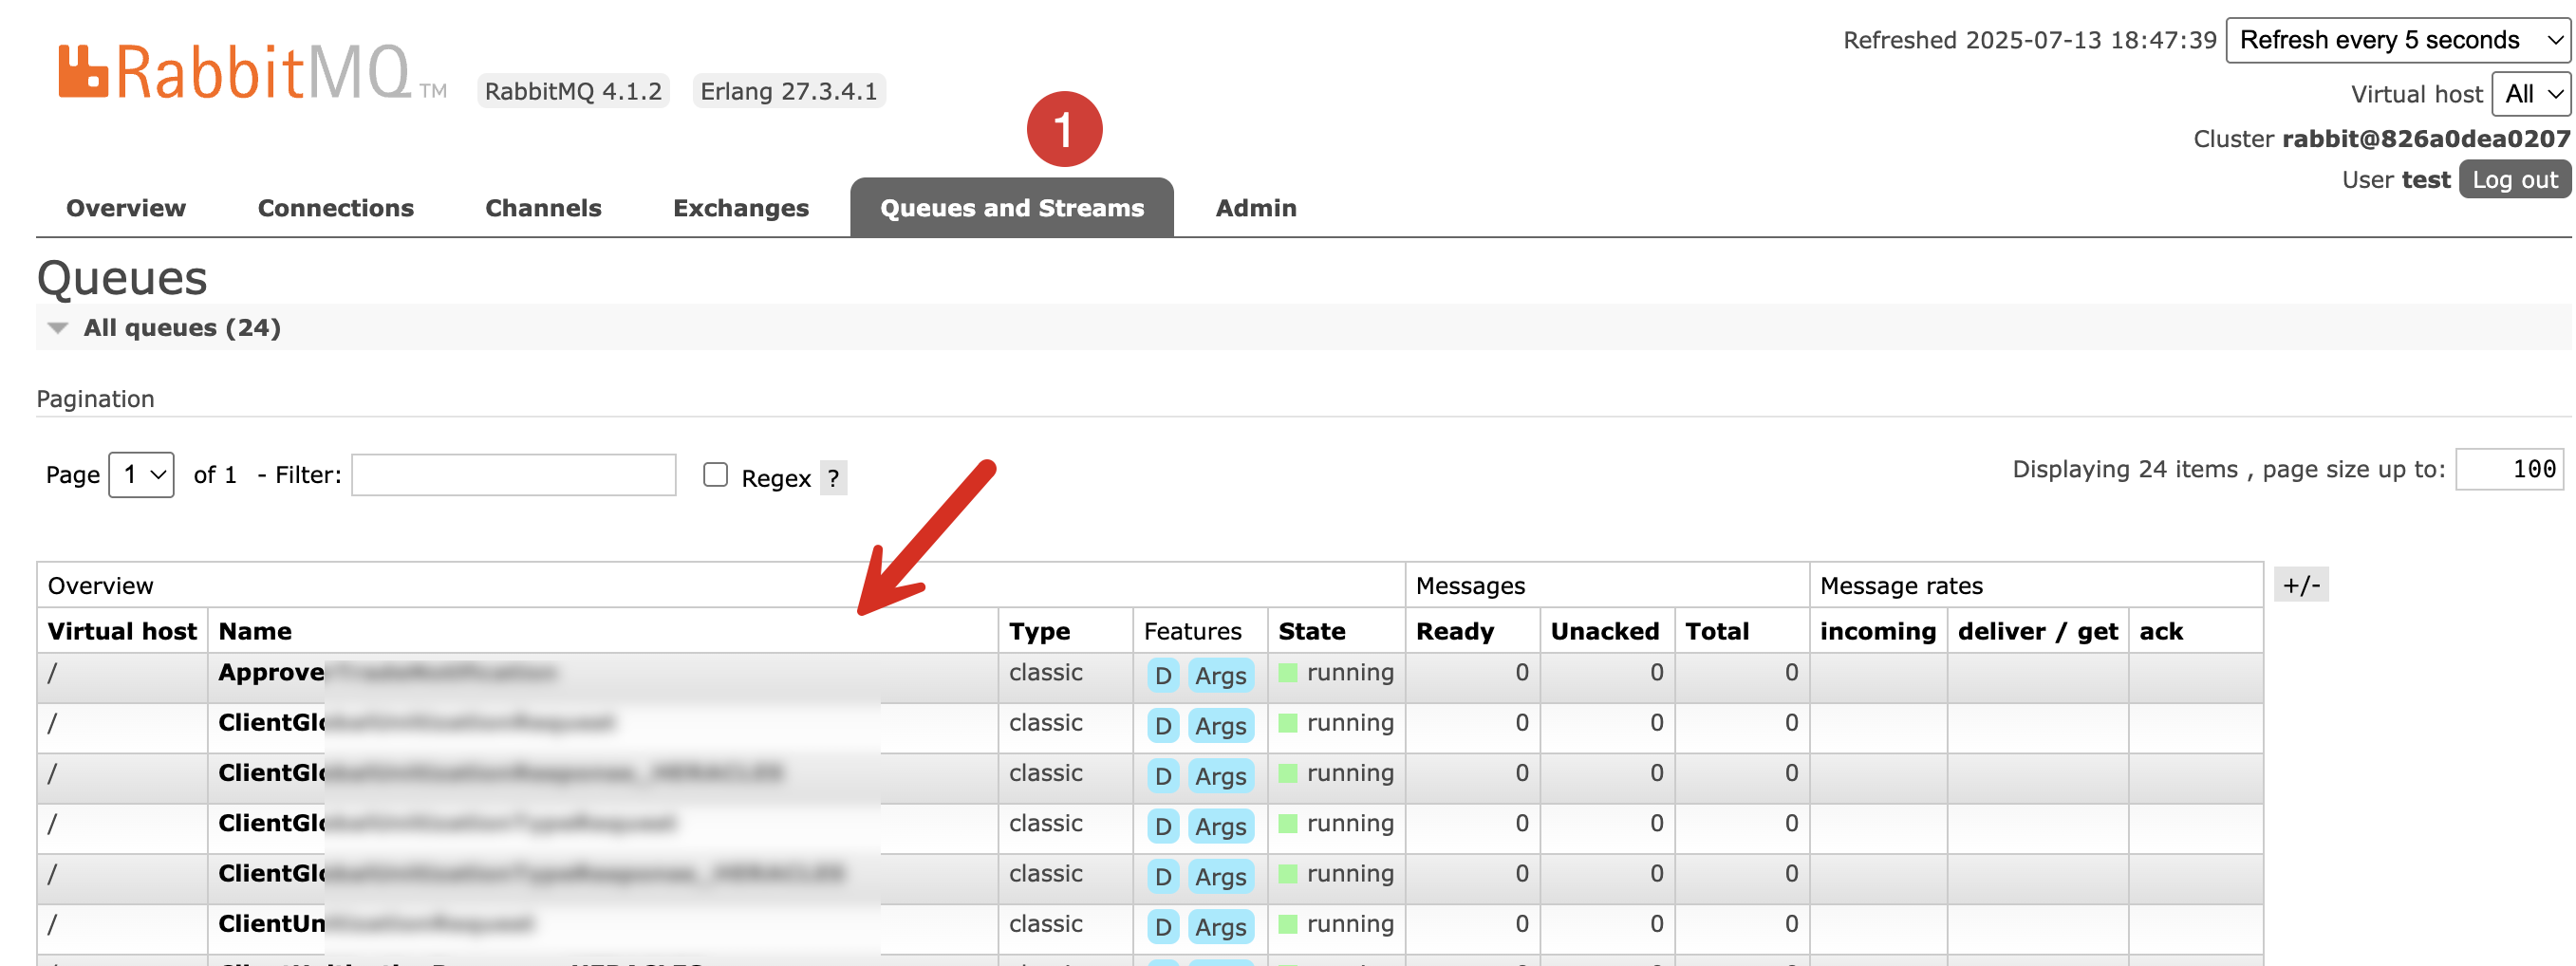 Refreshed 2025-07-13 18:47:39 Refresh every 5 seconds
RabbitMQ TM RabbitMQ 4.1.2 Erlang 27.3.4.1
Virtual host All
1
Cluster rabbit@826a0dea0207
User test Log out
Overview Connections Channels Exchanges Queues and Streams Admin
Queues
All queues (24)
Pagination
Page 1 of 1 - Filter: Regex ? Displaying 24 items , page size up to: 100
Overview Messages Message rates +/-
Virtual host Name Type Features State Ready Unacked Total incoming deliver / get ack
/ Approve classic D Args running 0 0 0
/ ClientGl classic D Args running 0 0 0
/ ClientGl classic D Args running 0 0 0
/ ClientGl classic D Args running 0 0 0
/ ClientGl classic D Args running 0 0 0
/ ClientUn classic D Args running 0 0 0